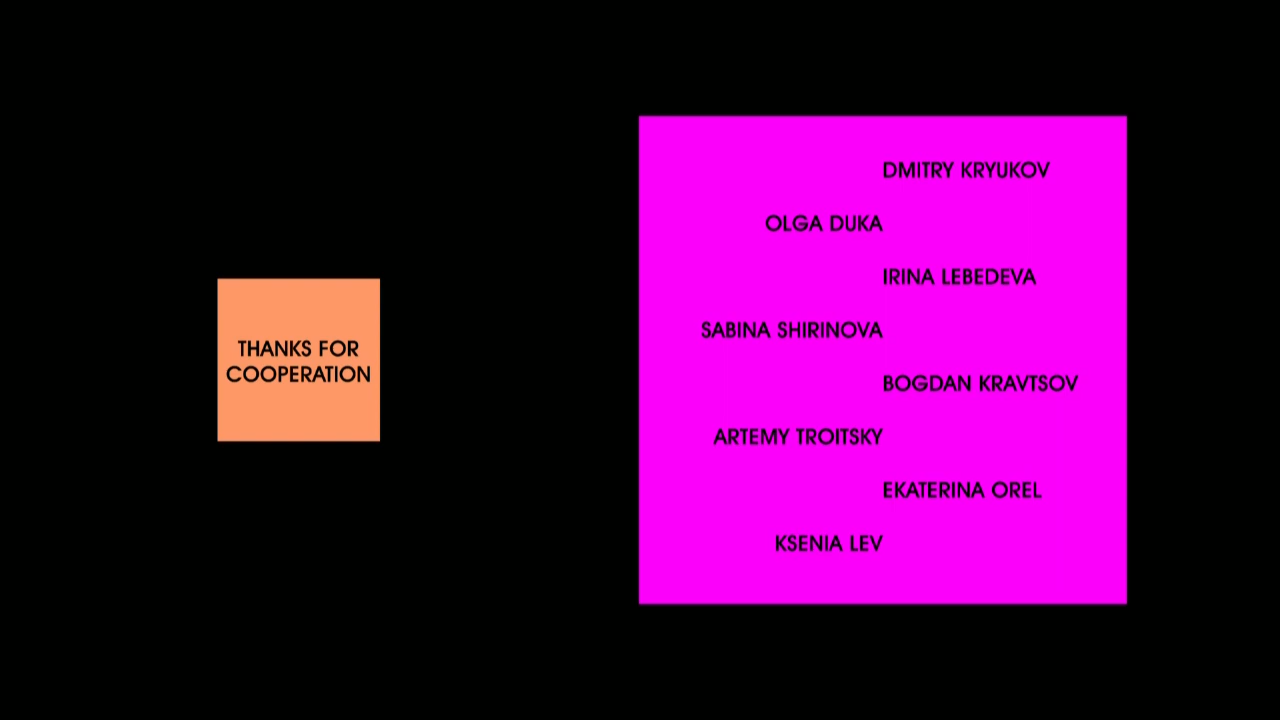 THANKS FOR
COOPERATION
DMITRY KRYUKOV
OLGA DUKA
IRINA LEBEDEVA
SABINA SHIRINOVA
BOGDAN KRAVTSOV
ARTEMY TROITSKY
EKATERINA OREL
KSENIA LEV